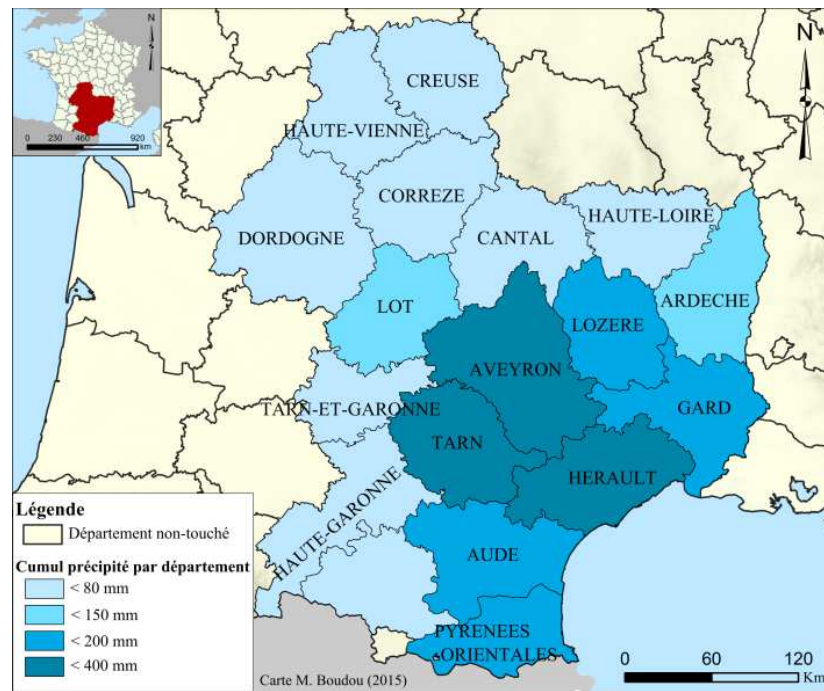 N
0 230 460 920
km
N
CREUSE
HAUTE-VIENNE
CORREZE
HAUTE-LOIRE
DORDOGNE
CANTAL
LOT
ARDECHE
LOZERE
AVEYRON
TARN-ET-GARONNE
GARD
TARN
HERAULT
HAUTE-GARONNE
AUDE
PYRENEES
ORIENTALES
Légende
Département non-touché
Cumul précipité par département
< 80 mm
< 150 mm
< 200 mm
< 400 mm
Carte M. Boudou (2015)
0 60 120
Km